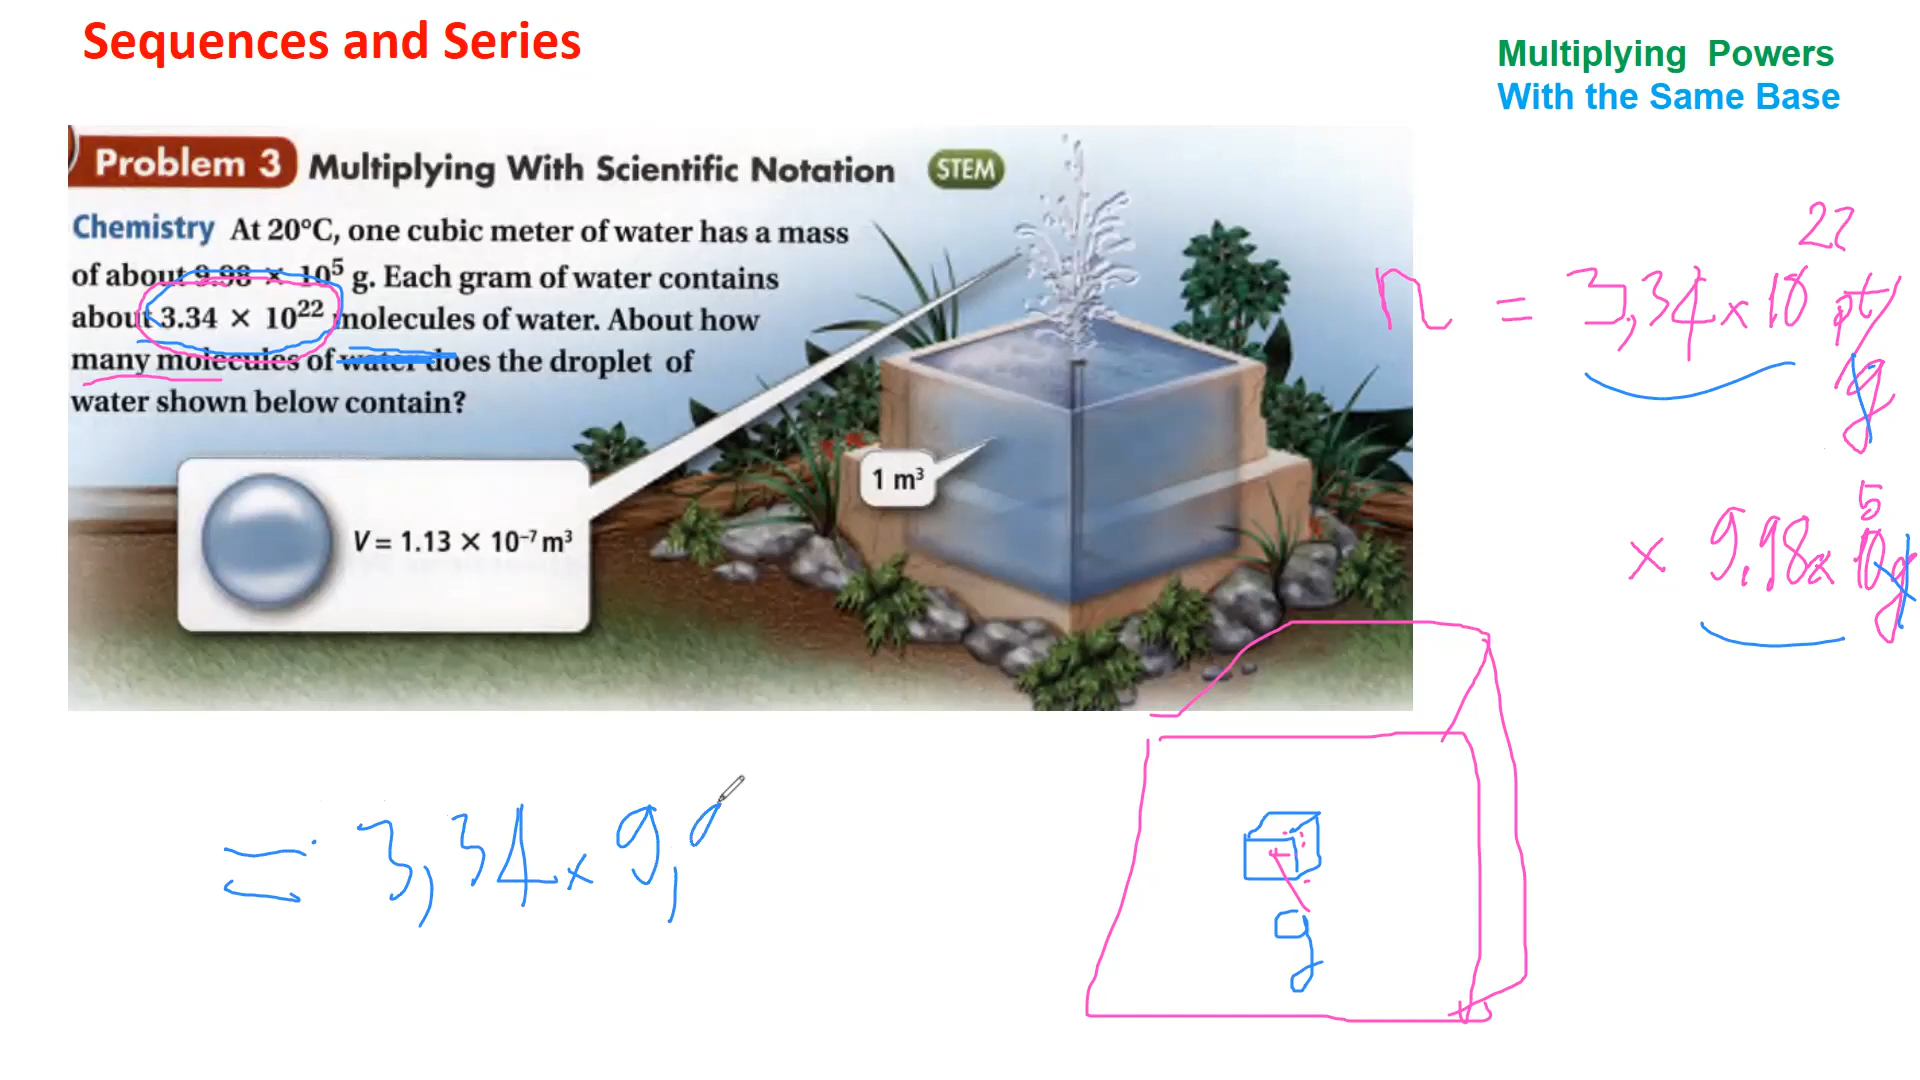 Sequences and Series
Multiplying Powers
With the Same Base
Problem 3 Multiplying With Scientific Notation STEM
Chemistry At 20°C, one cubic meter of water has a mass
of about 9.98 × 10⁵ g. Each gram of water contains
about 3.34 × 10²² molecules of water. About how
many molecules of water does the droplet of
water shown below contain?
1 m³
V = 1.13 × 10⁻⁷ m³
n = 3,34 x 10²² pt/
g
x 9.98 x 10⁵ g
= 3,34 x 9,
g